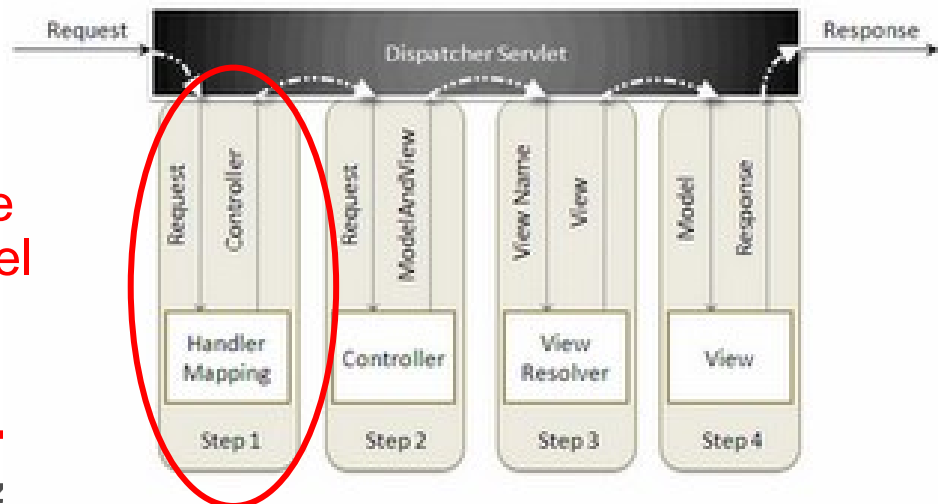 Request
Response
Dispatcher Servlet
Request
Controller
Request
ModelAndView
View Name
View
Model
Response
Handler
Mapping
Controller
View
Resolver
View
Step 1
Step 2
Step 3
Step 4
e
el
z